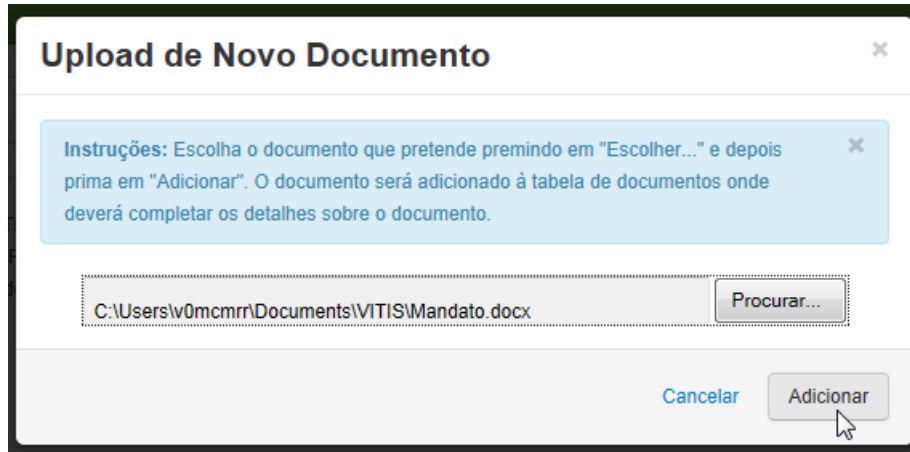 Upload de Novo Documento
×
Instruções: Escolha o documento que pretende premindo em "Escolher..." e depois
×
prima em "Adicionar". O documento será adicionado à tabela de documentos onde
deverá completar os detalhes sobre o documento.
C:\Users\v0mcmrr\Documents\VITIS\Mandato.docx
Procurar...
Cancelar
Adicionar